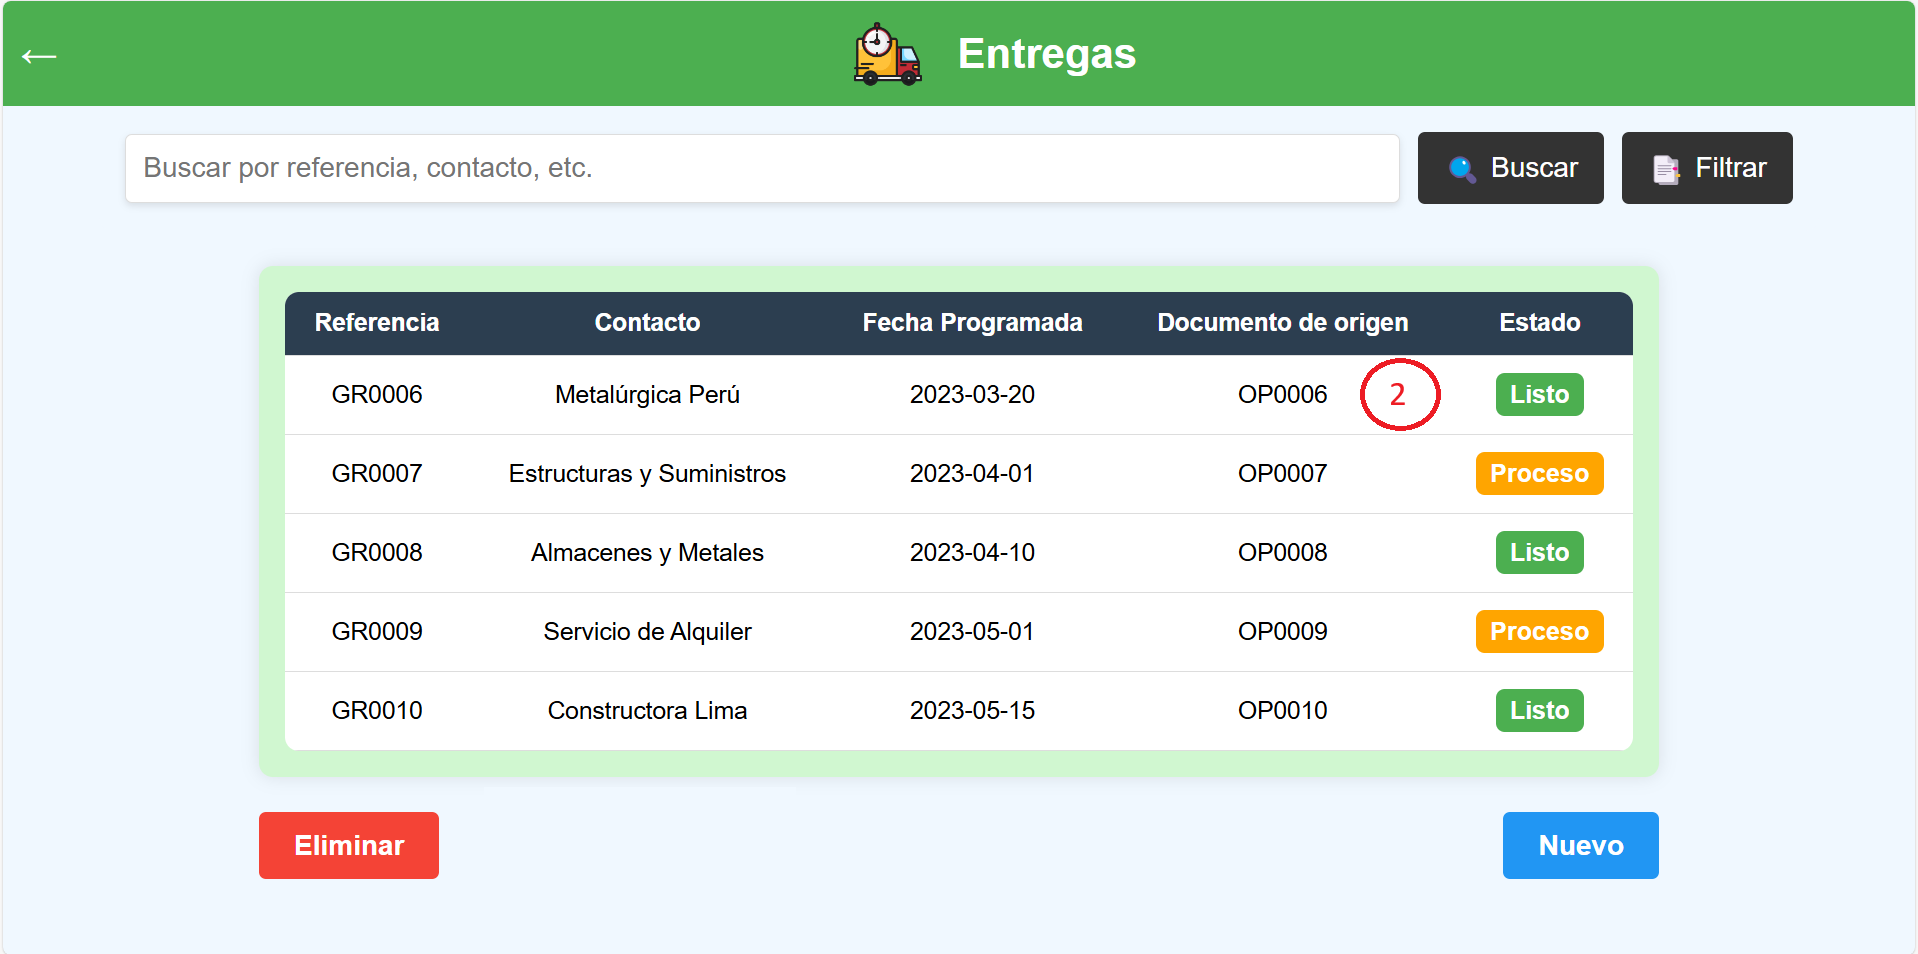 ←
Entregas
Buscar por referencia, contacto, etc.
Buscar
Filtrar
Referencia Contacto Fecha Programada Documento de origen Estado
GR0006 Metalúrgica Perú 2023-03-20 OP0006 2 Listo
GR0007 Estructuras y Suministros 2023-04-01 OP0007 Proceso
GR0008 Almacenes y Metales 2023-04-10 OP0008 Listo
GR0009 Servicio de Alquiler 2023-05-01 OP0009 Proceso
GR0010 Constructora Lima 2023-05-15 OP0010 Listo
Eliminar
Nuevo